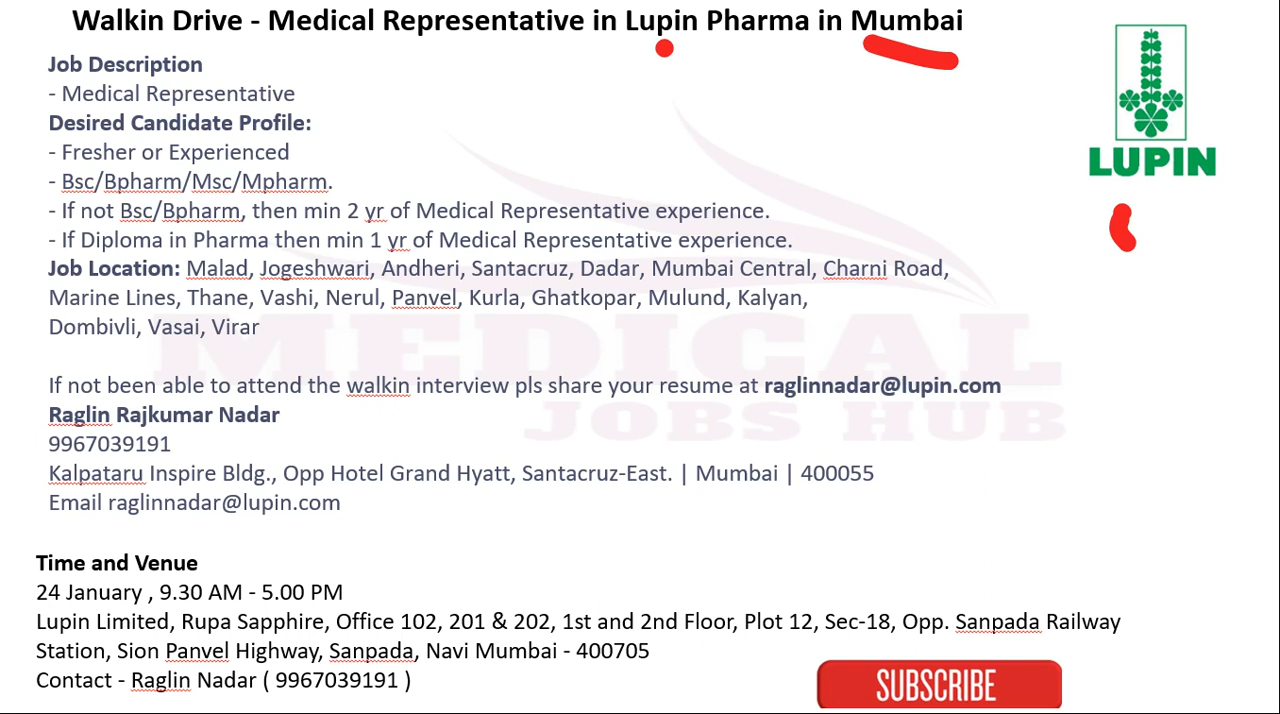 Walkin Drive - Medical Representative in Lupin Pharma in Mumbai
Job Description
- Medical Representative
Desired Candidate Profile:
- Fresher or Experienced
- Bsc/Bpharm/Msc/Mpharm.
- If not Bsc/Bpharm, then min 2 yr of Medical Representative experience.
- If Diploma in Pharma then min 1 yr of Medical Representative experience.
Job Location: Malad, Jogeshwari, Andheri, Santacruz, Dadar, Mumbai Central, Charni Road,
Marine Lines, Thane, Vashi, Nerul, Panvel, Kurla, Ghatkopar, Mulund, Kalyan,
Dombivli, Vasai, Virar
If not been able to attend the walkin interview pls share your resume at raglinnadar@lupin.com
Raglin Rajkumar Nadar
9967039191
Kalpataru Inspire Bldg., Opp Hotel Grand Hyatt, Santacruz-East. | Mumbai | 400055
Email raglinnadar@lupin.com
Time and Venue
24 January , 9.30 AM - 5.00 PM
Lupin Limited, Rupa Sapphire, Office 102, 201 & 202, 1st and 2nd Floor, Plot 12, Sec-18, Opp. Sanpada Railway
Station, Sion Panvel Highway, Sanpada, Navi Mumbai - 400705
Contact - Raglin Nadar ( 9967039191 )
LUPIN
MEDICAL
JOBS HUB
SUBSCRIBE